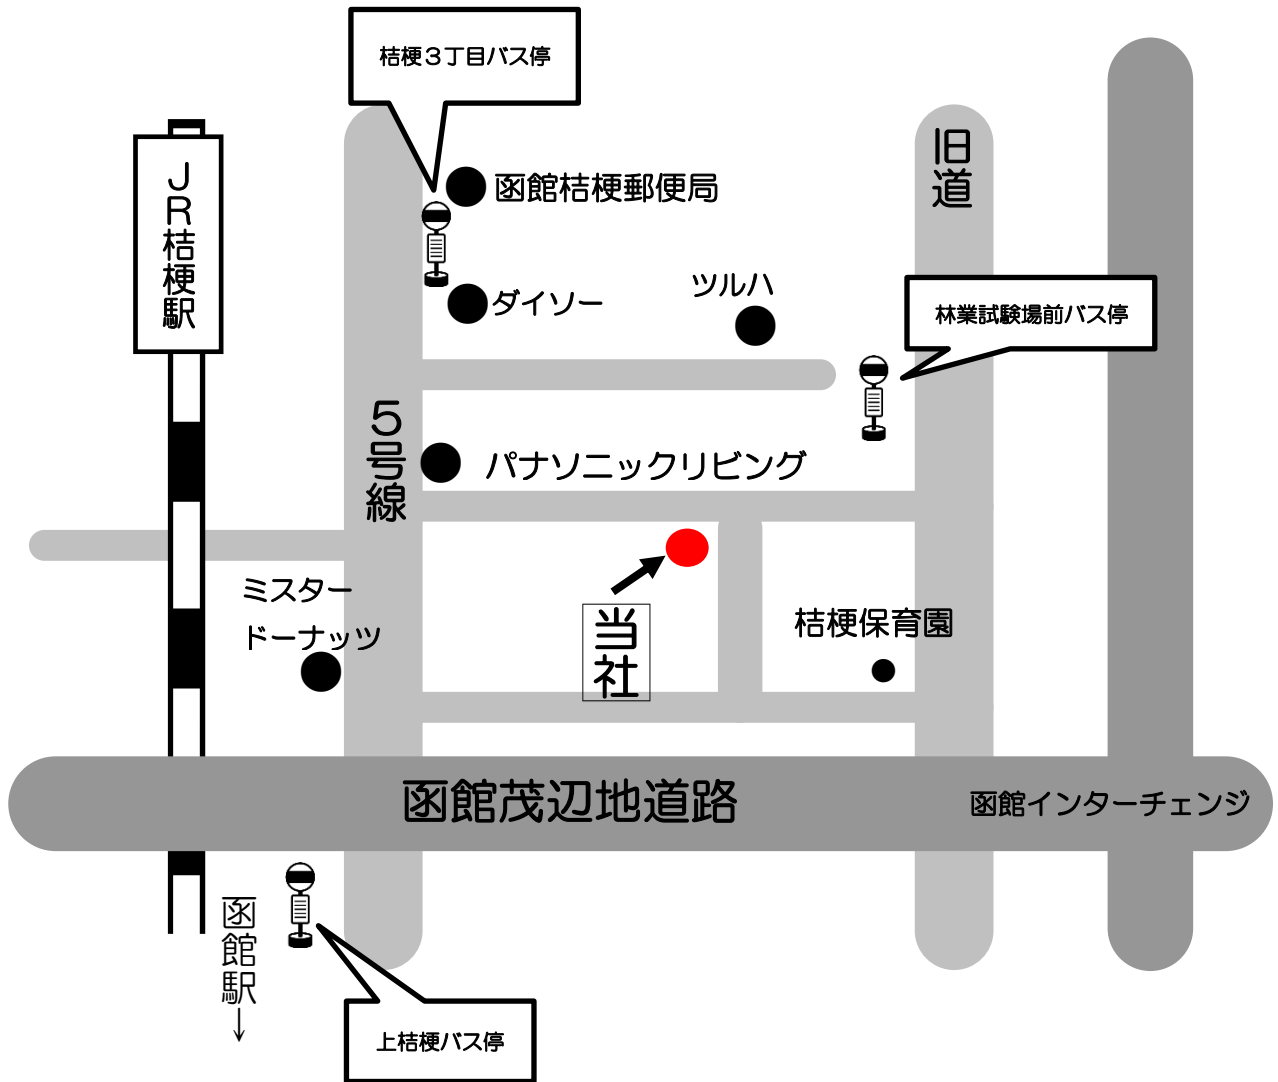 桔梗３丁目バス停
ＪＲ桔梗駅
函館桔梗郵便局
旧道
ダイソー
ツルハ
林業試験場前バス停
５号線
パナソニックリビング
ミスター
ドーナッツ
当社
桔梗保育園
函館茂辺地道路
函館インターチェンジ
函館駅→
上桔梗バス停